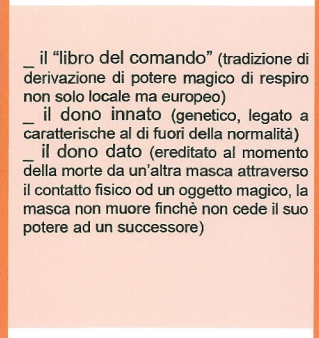 _ il “libro del comando” (tradizione di
derivazione di potere magico di respiro
non solo locale ma europeo)
_ il dono innato (genetico, legato a
caratteristiche al di fuori della normalità)
_ il dono dato (ereditato al momento
della morte da un'altra masca attraverso
il contatto fisico od un oggetto magico, la
masca non muore finchè non cede il suo
potere ad un successore)